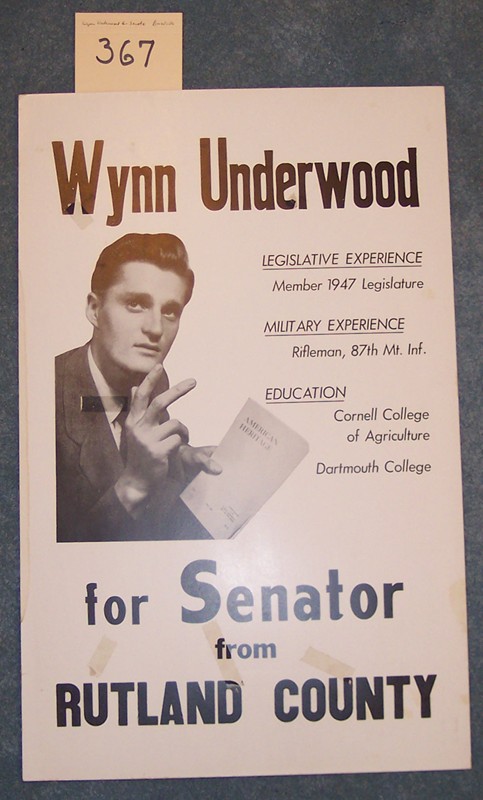 367
Wynn Underwood
LEGISLATIVE EXPERIENCE
Member 1947 Legislature
MILITARY EXPERIENCE
Rifleman, 87th Mt. Inf.
EDUCATION
Cornell College
of Agriculture
Dartmouth College
AMERICAN
HERITAGE
for Senator
from
RUTLAND COUNTY